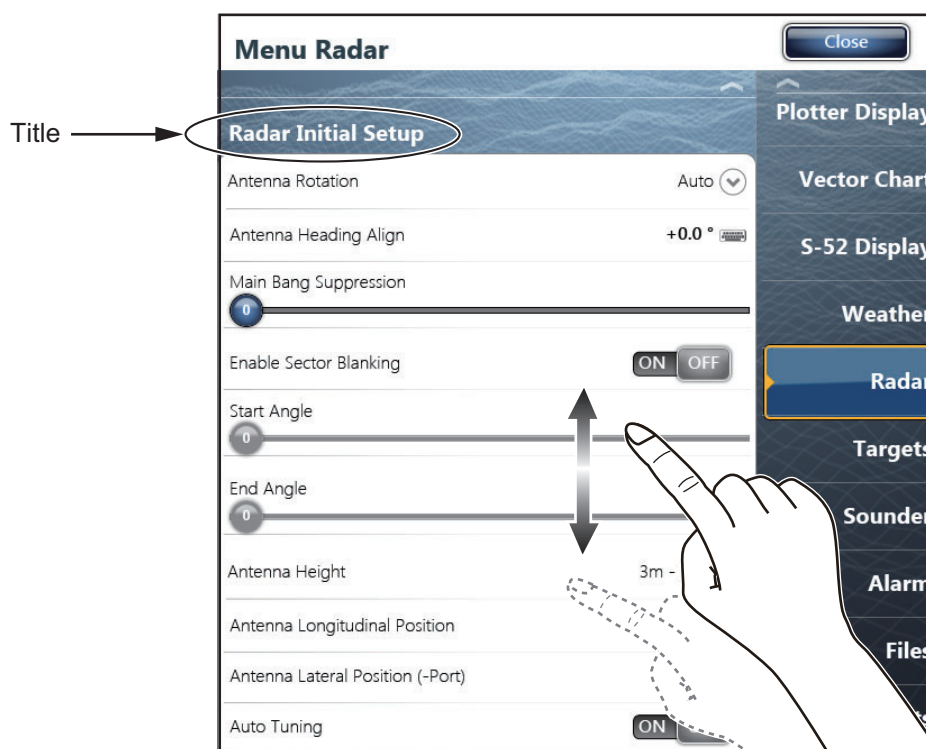 Menu Radar
Close
Title
Radar Initial Setup
Antenna Rotation
Auto
Antenna Heading Align
+0.0 °
Main Bang Suppression
0
Enable Sector Blanking
ON OFF
Start Angle
0
End Angle
0
Antenna Height
3m -
Antenna Longitudinal Position
Antenna Lateral Position (-Port)
Auto Tuning
ON
Plotter Display
Vector Chart
S-52 Display
Weather
Radar
Targets
Sounder
Alarm
Files